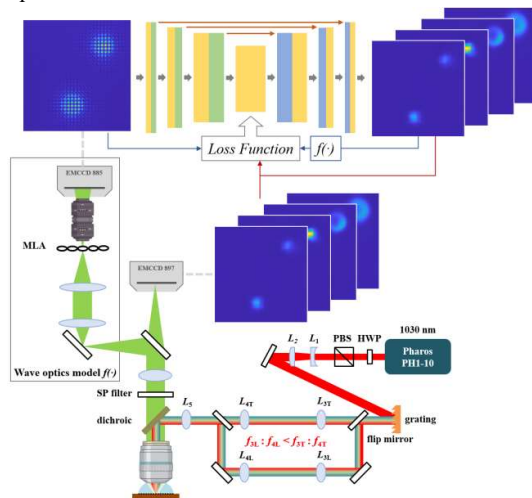 Loss Function
f(·)
EMCCD 885
MLA
EMCCD 897
Wave optics model f(·)
SP filter
dichroic
L5
L4T
L3T
f3L : f4L < f3T : f4T
L4L
L3L
L2
L1
PBS
HWP
1030 nm
Pharos
PH1-10
grating
flip mirror